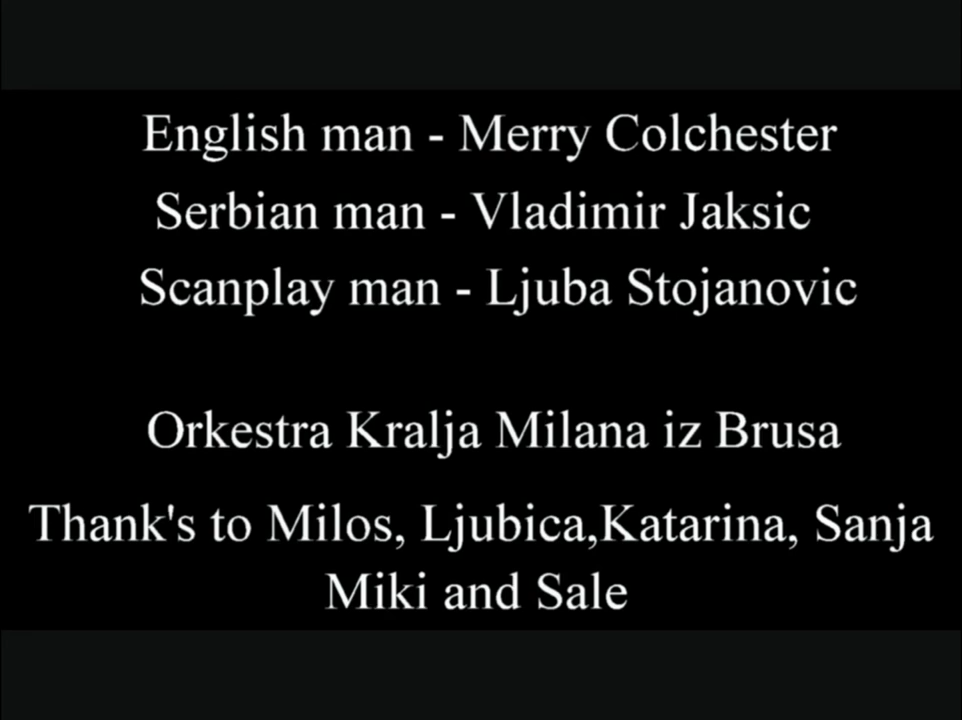 English man - Merry Colchester
Serbian man - Vladimir Jaksic
Scanplay man - Ljuba Stojanovic
Orkestra Kralja Milana iz Brusa
Thank's to Milos, Ljubica,Katarina, Sanja
Miki and Sale